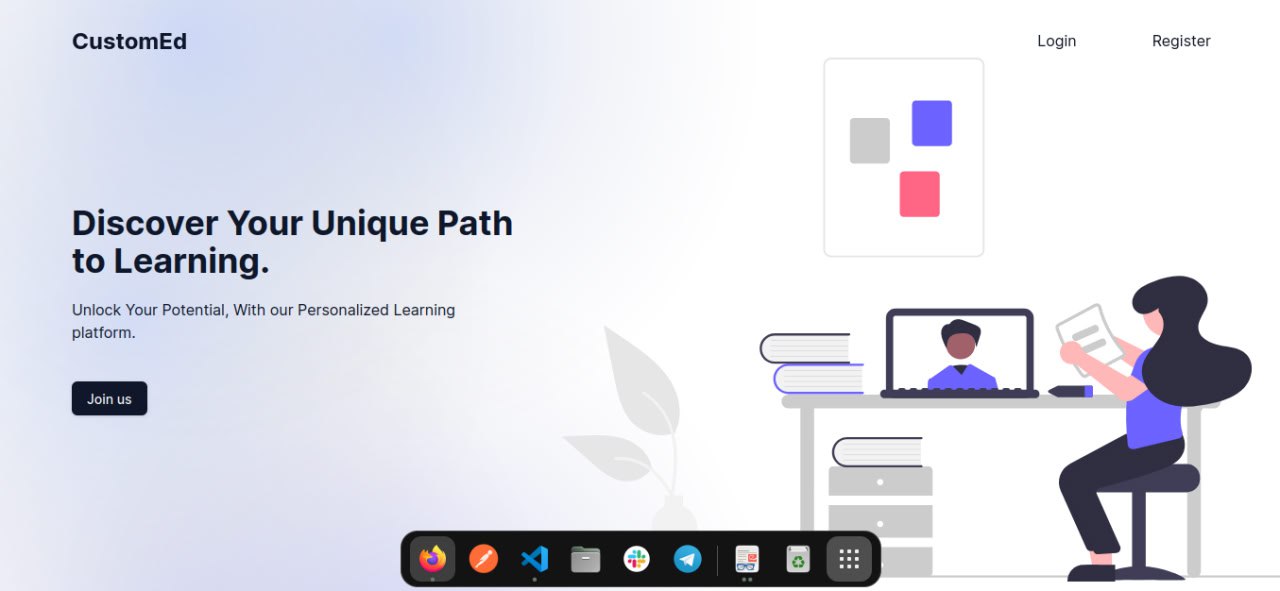 CustomEd
Login
Register
Discover Your Unique Path
to Learning.
Unlock Your Potential, With our Personalized Learning
platform.
Join us